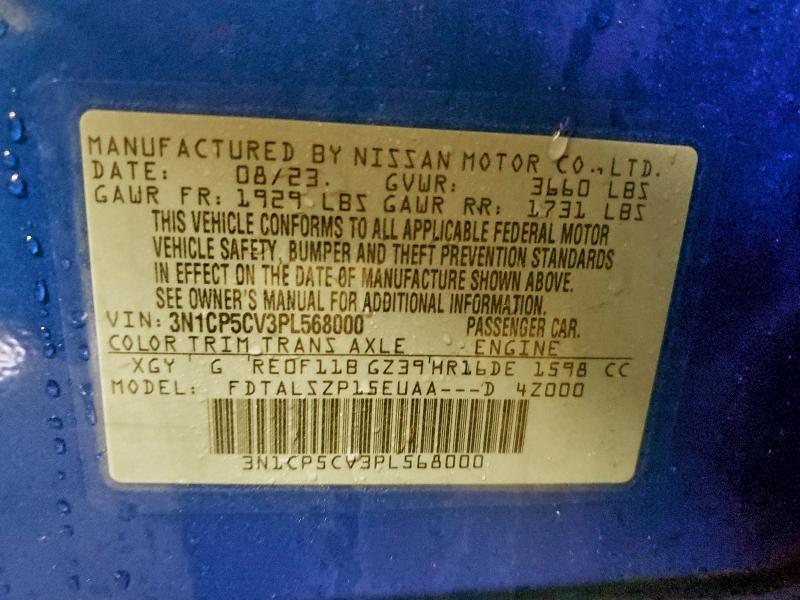 MANUFACTURED BY NISSAN MOTOR CO., LTD.
DATE: 08/23. GVWR: 3660 LBS
GAWR FR: 1929 LBS GAWR RR: 1731 LBS
THIS VEHICLE CONFORMS TO ALL APPLICABLE FEDERAL MOTOR
VEHICLE SAFETY, BUMPER AND THEFT PREVENTION STANDARDS
IN EFFECT ON THE DATE OF MANUFACTURE SHOWN ABOVE.
SEE OWNER'S MANUAL FOR ADDITIONAL INFORMATION.
VIN: 3N1CP5CV3PL568000 PASSENGER CAR.
COLOR TRIM TRANS AXLE ENGINE
XGY G RE0F11B GZ39 HR16DE 1598 CC
MODEL: FDTALSZP15EUAA---D 4Z000
3N1CP5CV3PL568000